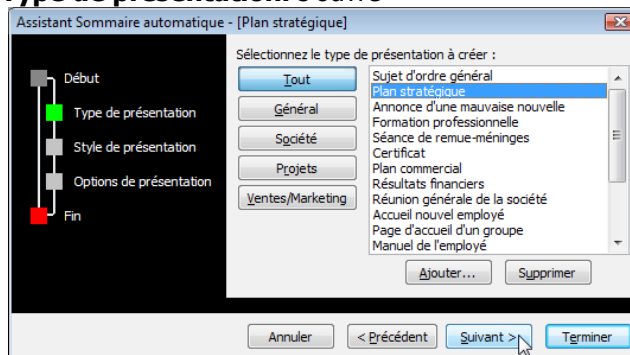 Assistant Sommaire automatique - [Plan stratégique]
Début
Type de présentation
Style de présentation
Options de présentation
Fin
Sélectionnez le type de présentation à créer :
Tout
Général
Société
Projets
Ventes/Marketing
Sujet d'ordre général
Plan stratégique
Annonce d'une mauvaise nouvelle
Formation professionnelle
Séance de remue-méninges
Certificat
Plan commercial
Résultats financiers
Réunion générale de la société
Accueil nouvel employé
Page d'accueil d'un groupe
Manuel de l'employé
Ajouter... Supprimer
Annuler < Précédent Suivant > Terminer